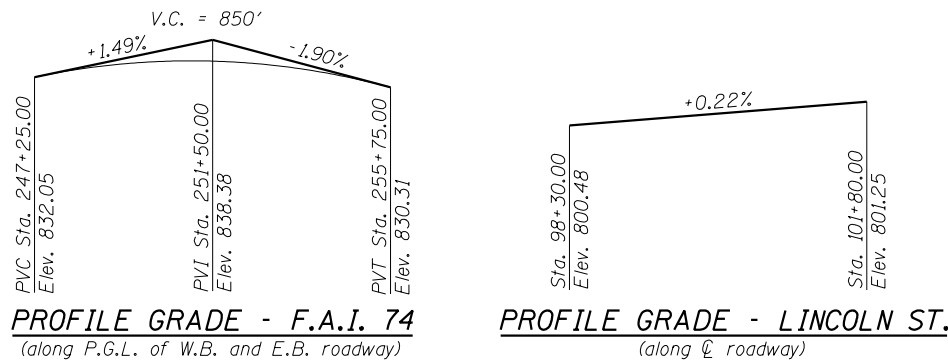 V.C. = 850'
+1.49%
-1.90%
PVC Sta. 247+25.00
Elev. 832.05
PVI Sta. 251+50.00
Elev. 838.38
PVT Sta. 255+75.00
Elev. 830.31
PROFILE GRADE - F.A.I. 74
(along P.G.L. of W.B. and E.B. roadway)
+0.22%
Sta. 98+30.00
Elev. 800.48
Sta. 101+80.00
Elev. 801.25
PROFILE GRADE - LINCOLN ST.
(along ℄ roadway)